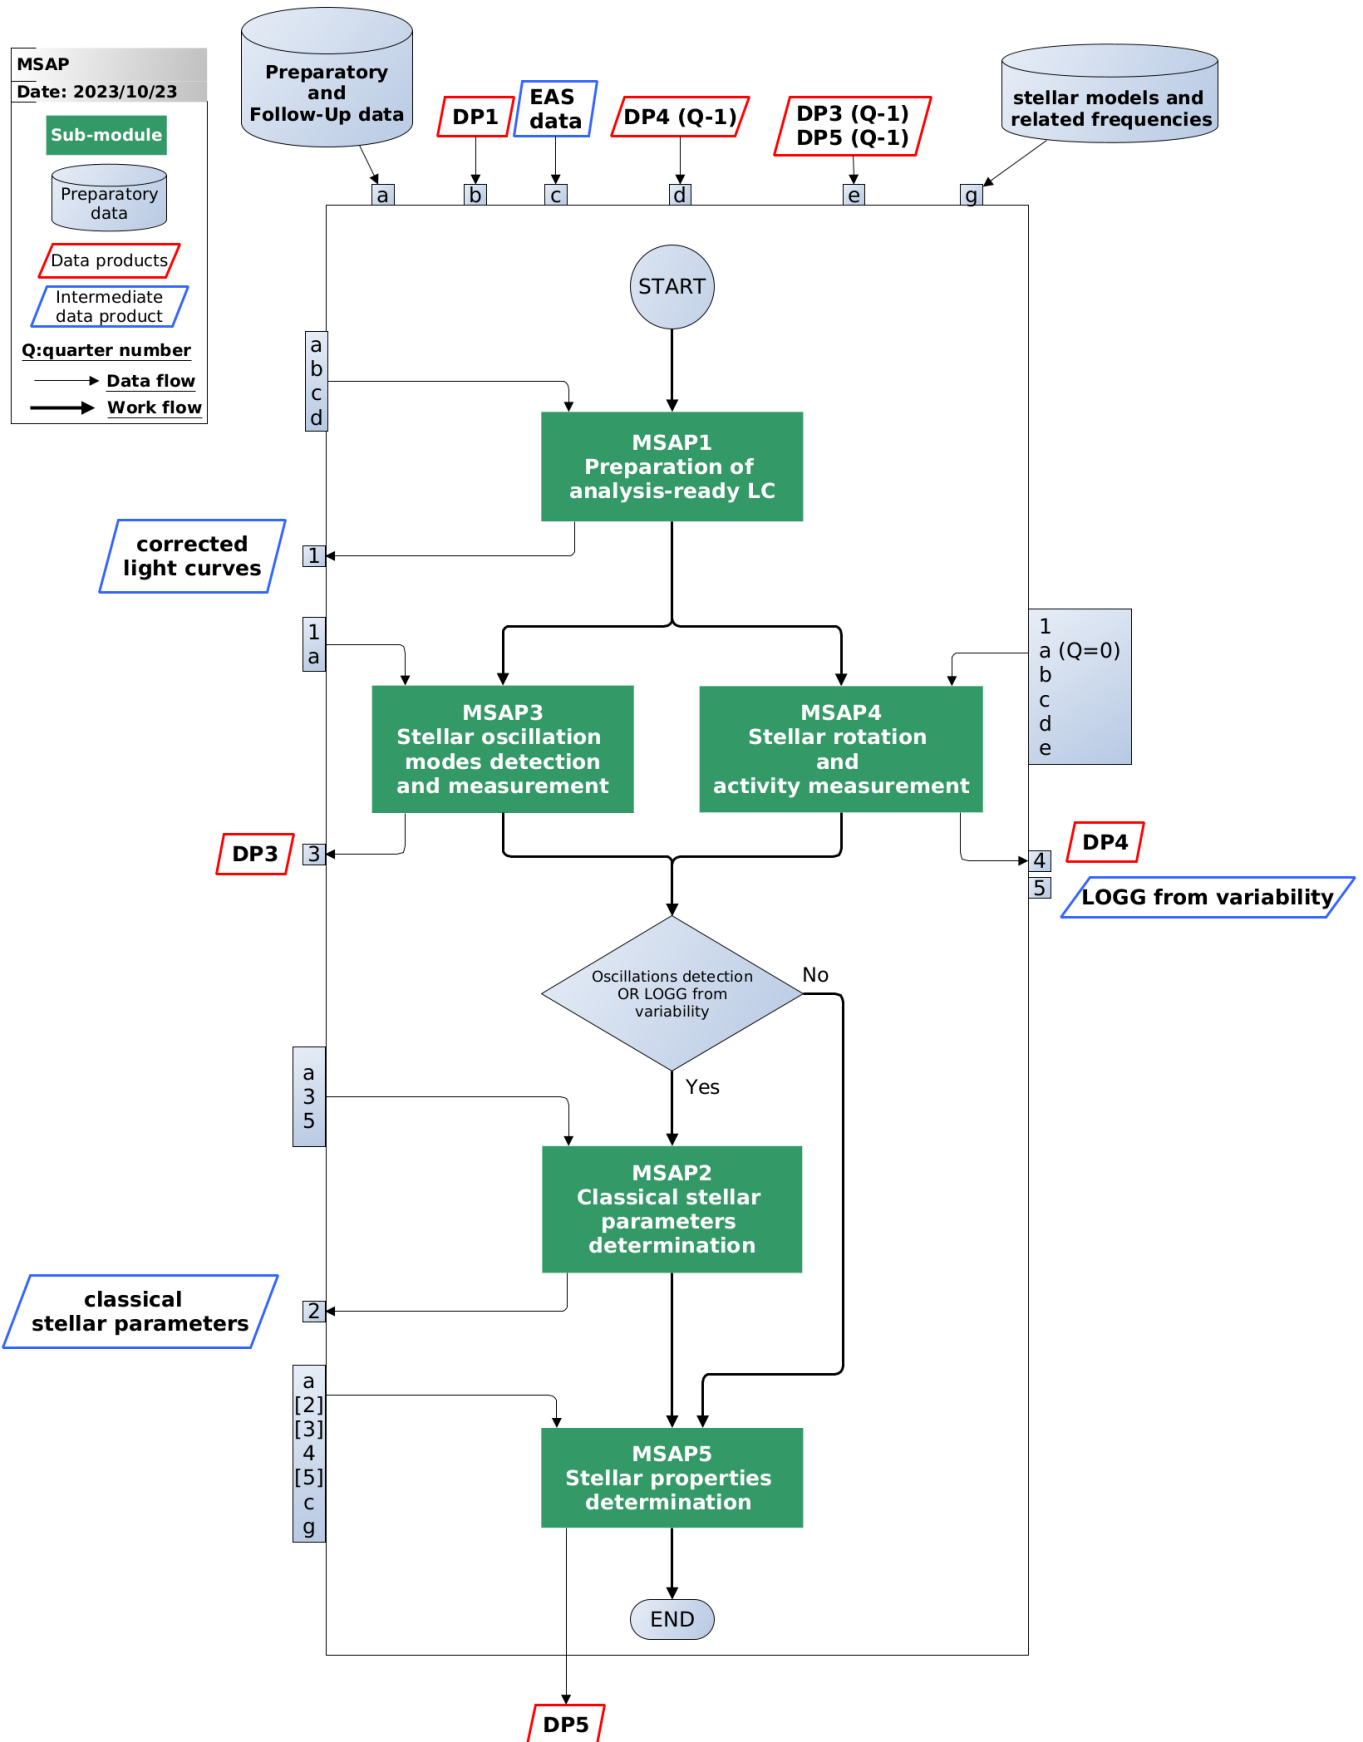 MSAP
Date: 2023/10/23
Sub-module
Preparatory
data
Data products
Intermediate
data product
Q:quarter number
Data flow
Work flow
Preparatory
and
Follow-Up data
DP1
EAS
data
DP4 (Q-1)
DP3 (Q-1)
DP5 (Q-1)
stellar models and
related frequencies
a
b
c
d
e
g
START
a
b
c
d
MSAP1
Preparation of
analysis-ready LC
corrected
light curves
1
1
a
1
a (Q=0)
b
c
d
e
MSAP3
Stellar oscillation
modes detection
and measurement
MSAP4
Stellar rotation
and
activity measurement
DP3
3
4
DP4
5
LOGG from variability
Oscillations detection
OR LOGG from
variability
No
Yes
a
3
5
MSAP2
Classical stellar
parameters
determination
classical
stellar parameters
2
a
[2]
[3]
4
[5]
c
g
MSAP5
Stellar properties
determination
END
DP5